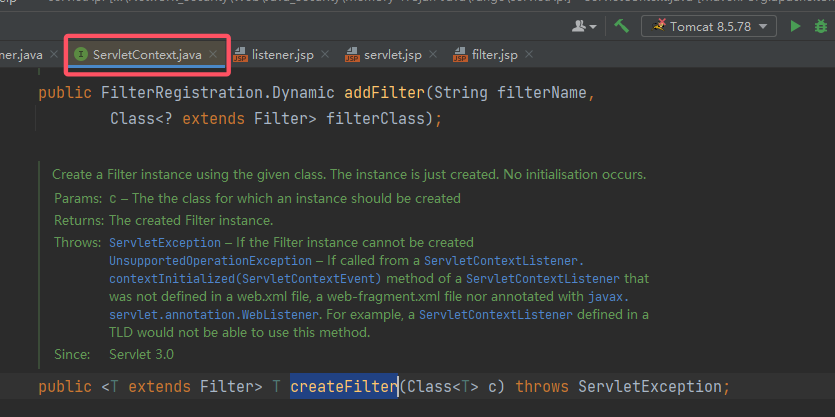 Tomcat 8.5.78
ner.java
ServletContext.java
listener.jsp
servlet.jsp
filter.jsp
public FilterRegistration.Dynamic addFilter(String filterName,
Class<? extends Filter> filterClass);
Create a Filter instance using the given class. The instance is just created. No initialisation occurs.
Params: c – The the class for which an instance should be created
Returns: The created Filter instance.
Throws: ServletException – If the Filter instance cannot be created
UnsupportedOperationException – If called from a ServletContextListener.
contextInitialized(ServletContextEvent) method of a ServletContextListener that
was not defined in a web.xml file, a web-fragment.xml file nor annotated with javax.
servlet.annotation.WebListener. For example, a ServletContextListener defined in a
TLD would not be able to use this method.
Since: Servlet 3.0
public <T extends Filter> T createFilter(Class<T> c) throws ServletException;